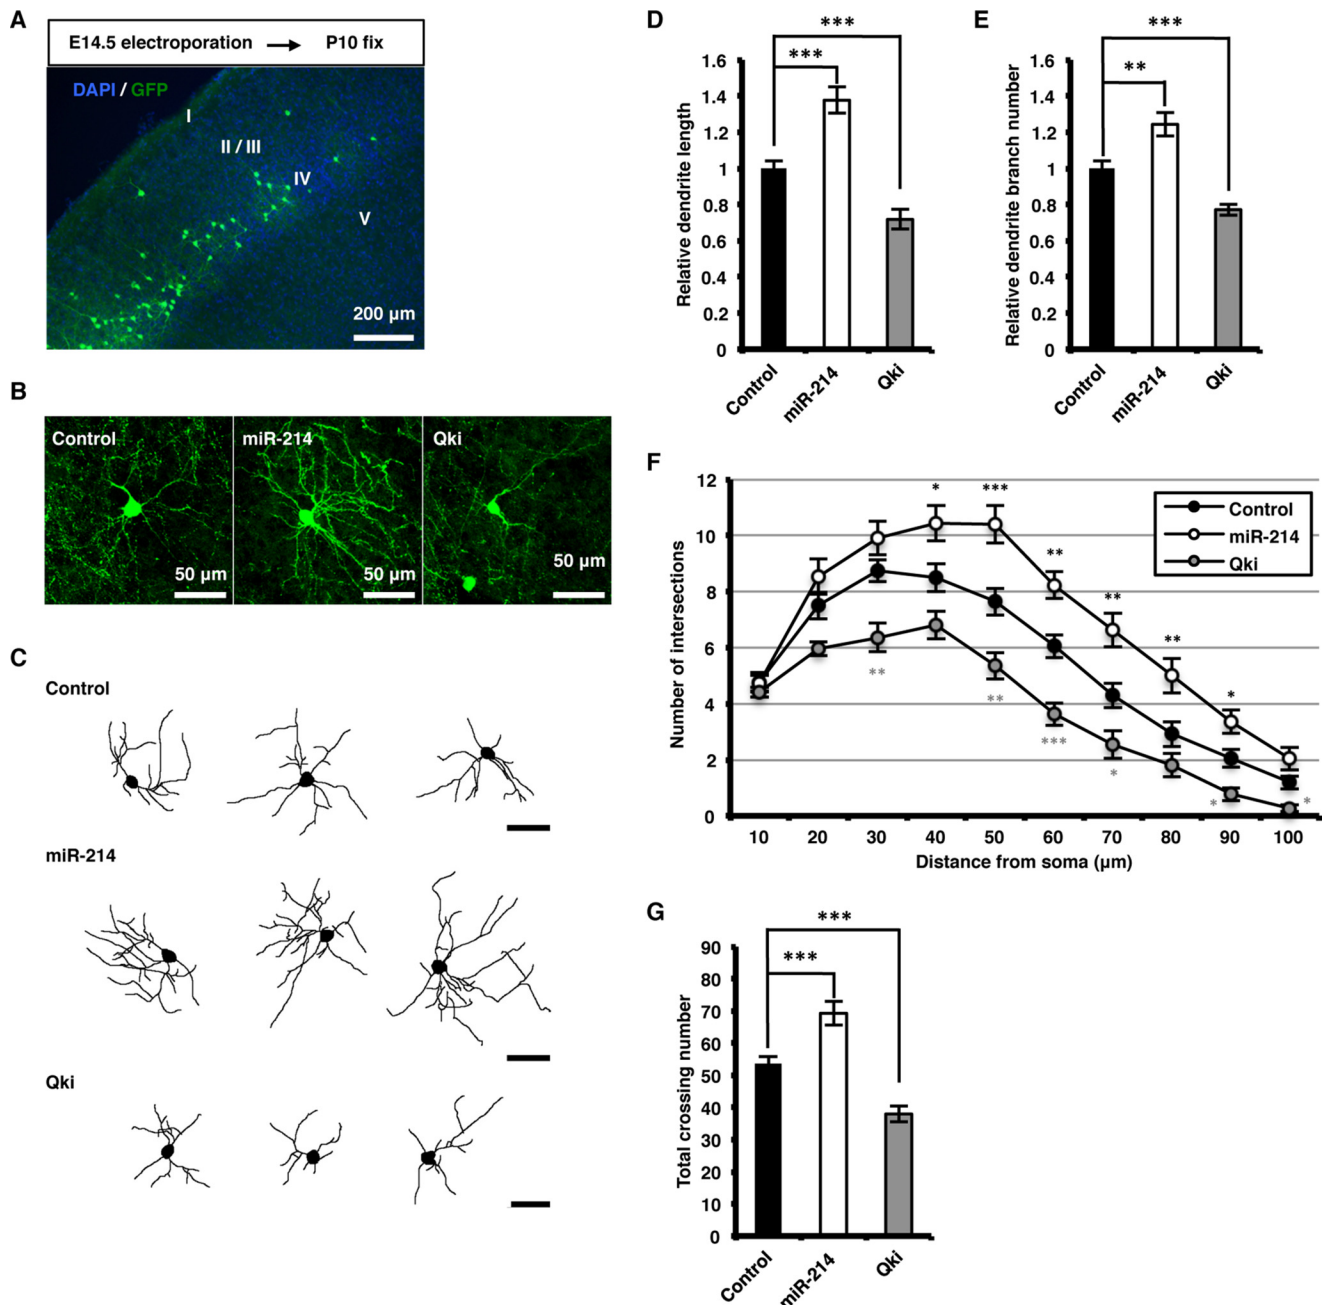 A
E14.5 electroporation → P10 fix
DAPI / GFP
I
II / III
IV
V
200 µm
B
Control
miR-214
Qki
50 µm
50 µm
50 µm
C
Control
miR-214
Qki
D
***
***
Relative dendrite length
1.6
1.4
1.2
1
0.8
0.6
0.4
0.2
0
Control
miR-214
Qki
E
***
**
Relative dendrite branch number
1.6
1.4
1.2
1
0.8
0.6
0.4
0.2
0
Control
miR-214
Qki
F
Number of intersections
12
10
8
6
4
2
0
* *** ** ** ** *
** ** *** * * *
Control
miR-214
Qki
10 20 30 40 50 60 70 80 90 100
Distance from soma (µm)
G
***
***
Total crossing number
90
80
70
60
50
40
30
20
10
0
Control
miR-214
Qki